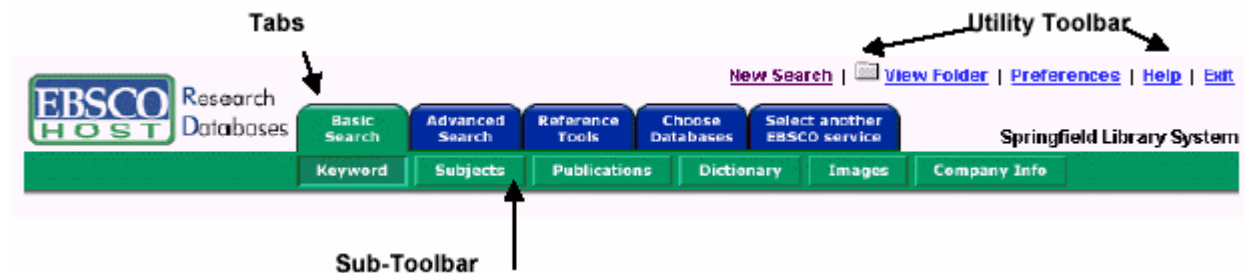 Tabs
Utility Toolbar
New Search | View Folder | Preferences | Help | Exit
EBSCO
HOST
Research
Databases
Basic
Search
Advanced
Search
Reference
Tools
Choose
Databases
Select another
EBSCO service
Springfield Library System
Keyword Subjects Publications Dictionary Images Company Info
Sub-Toolbar